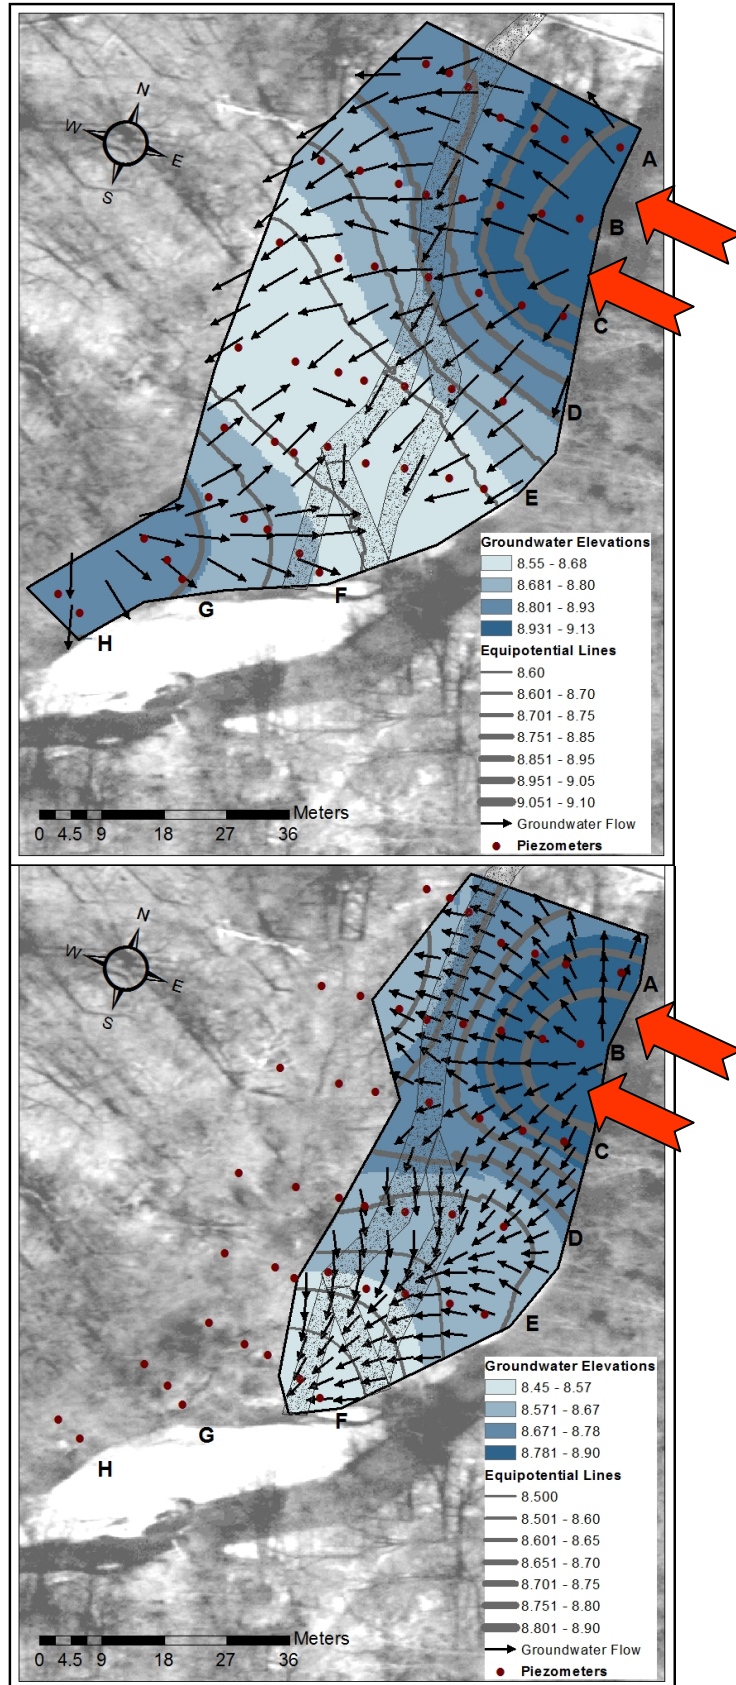 N
W
E
S
A
B
C
D
E
F
G
H
Groundwater Elevations
8.55 - 8.68
8.681 - 8.80
8.801 - 8.93
8.931 - 9.13
Equipotential Lines
8.60
8.601 - 8.70
8.701 - 8.75
8.751 - 8.85
8.851 - 8.95
8.951 - 9.05
9.051 - 9.10
Groundwater Flow
Piezometers
Meters
0 4.5 9 18 27 36
N
W
E
S
A
B
C
D
E
F
G
H
Groundwater Elevations
8.45 - 8.57
8.571 - 8.67
8.671 - 8.78
8.781 - 8.90
Equipotential Lines
8.500
8.501 - 8.60
8.601 - 8.65
8.651 - 8.70
8.701 - 8.75
8.751 - 8.80
8.801 - 8.90
Groundwater Flow
Piezometers
Meters
0 4.5 9 18 27 36